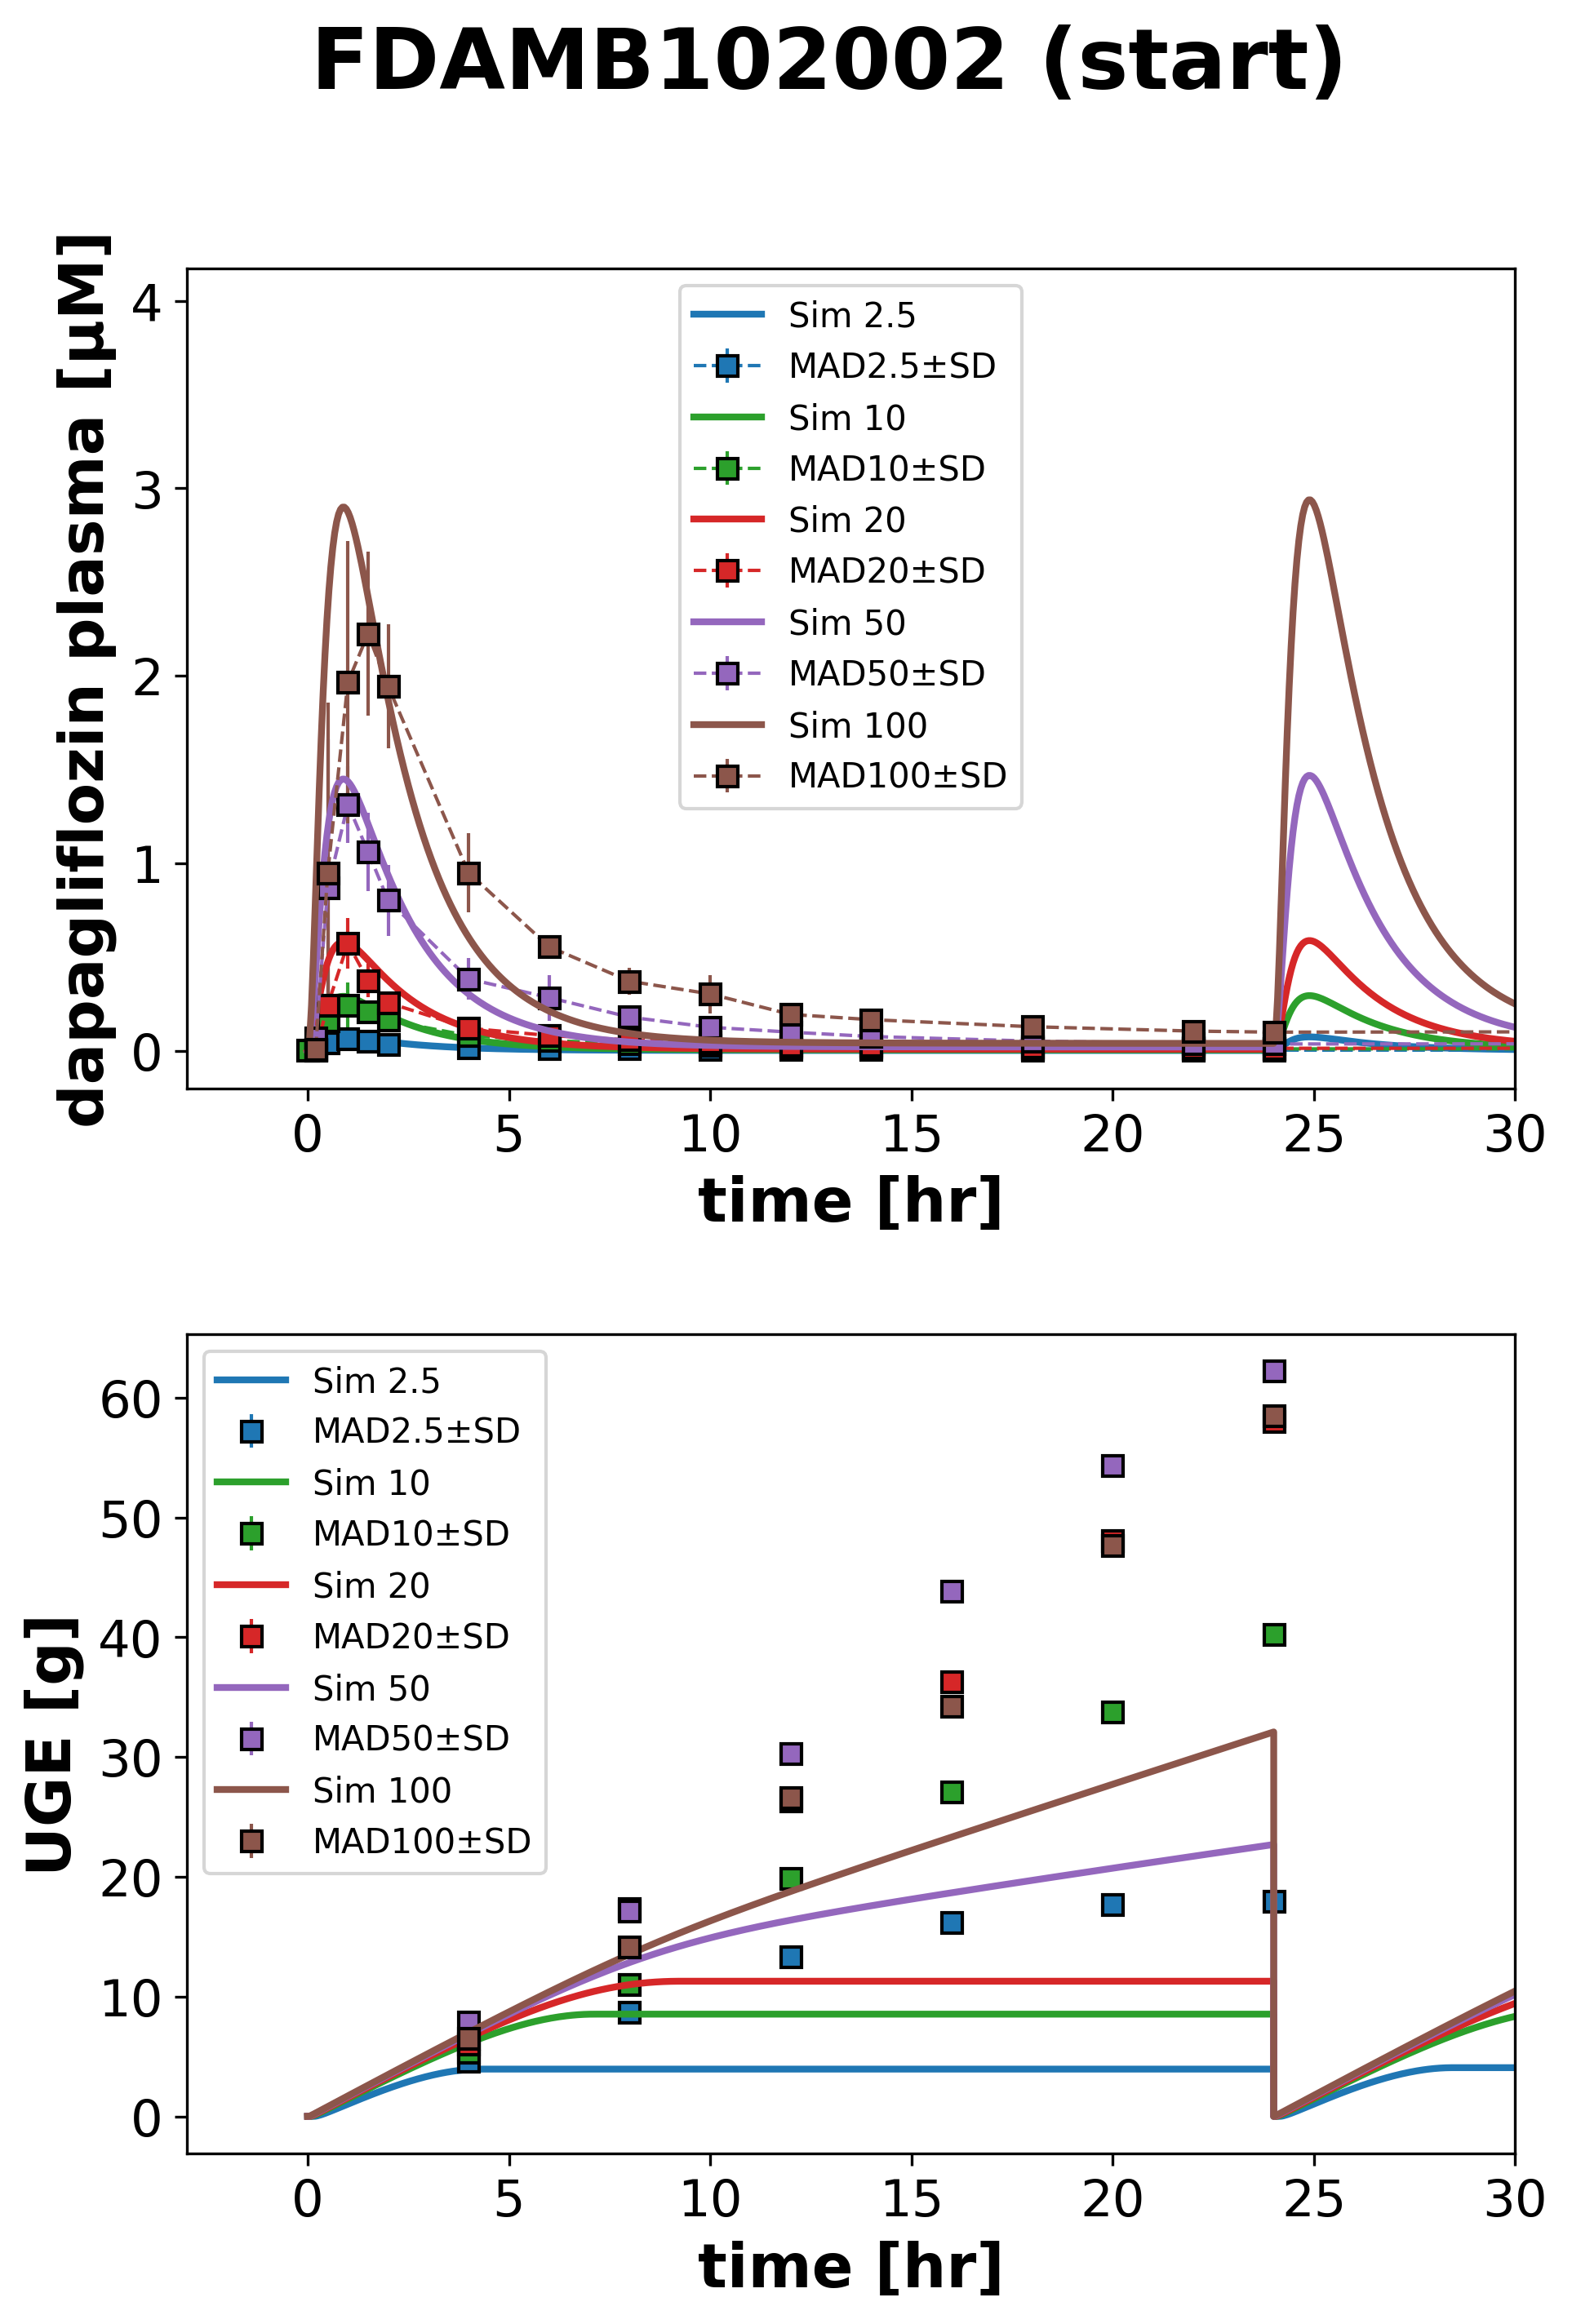 FDAMB102002 (start)
dapagliflozin plasma [µM]
4
3
2
1
0
Sim 2.5
MAD2.5±SD
Sim 10
MAD10±SD
Sim 20
MAD20±SD
Sim 50
MAD50±SD
Sim 100
MAD100±SD
0 5 10 15 20 25 30
time [hr]
UGE [g]
60
50
40
30
20
10
0
Sim 2.5
MAD2.5±SD
Sim 10
MAD10±SD
Sim 20
MAD20±SD
Sim 50
MAD50±SD
Sim 100
MAD100±SD
0 5 10 15 20 25 30
time [hr]